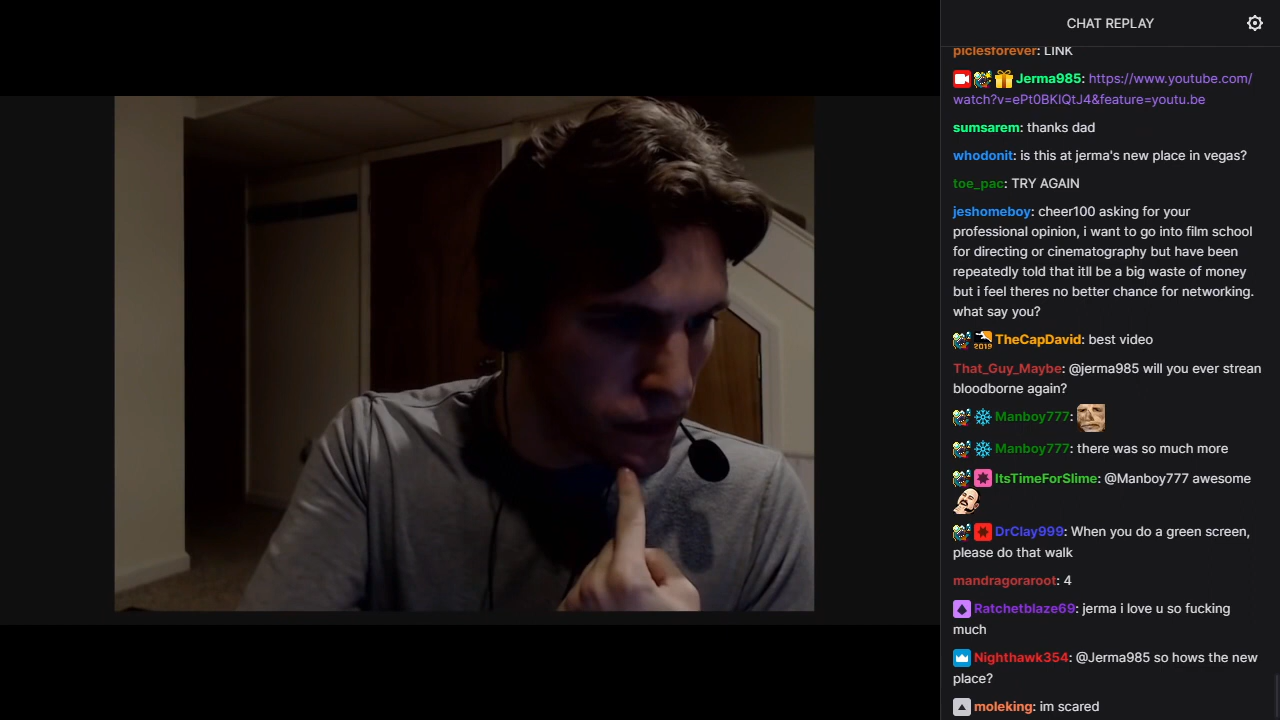 CHAT REPLAY
piclesforever: LINK
Jerma985: https://www.youtube.com/
watch?v=ePt0BKIQtJ4&feature=youtu.be
sumsarem: thanks dad
whodonit: is this at jerma's new place in vegas?
toe_pac: TRY AGAIN
jeshomeboy: cheer100 asking for your
professional opinion, i want to go into film school
for directing or cinematography but have been
repeatedly told that itll be a big waste of money
but i feel theres no better chance for networking.
what say you?
2019 TheCapDavid: best video
That_Guy_Maybe: @jerma985 will you ever strean
bloodborne again?
Manboy777:
Manboy777: there was so much more
ItsTimeForSlime: @Manboy777 awesome
DrClay999: When you do a green screen,
please do that walk
mandragoraroot: 4
Ratchetblaze69: jerma i love u so fucking
much
Nighthawk354: @Jerma985 so hows the new
place?
moleking: im scared